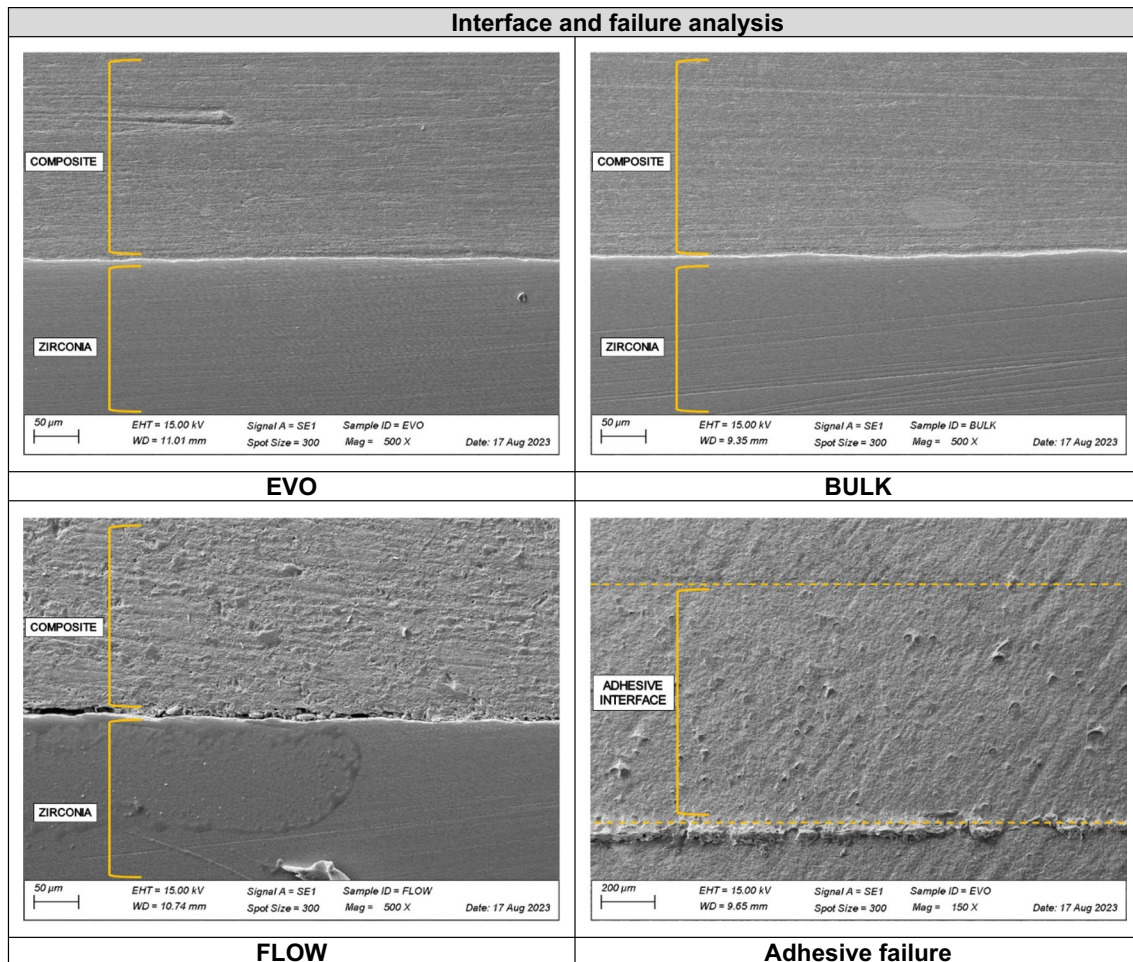 Interface and failure analysis
COMPOSITE
ZIRCONIA
50 µm
EHT = 15.00 kV Signal A = SE1 Sample ID = EVO
WD = 11.01 mm Spot Size = 300 Mag = 500 X Date: 17 Aug 2023
EVO
COMPOSITE
ZIRCONIA
50 µm
EHT = 15.00 kV Signal A = SE1 Sample ID = BULK
WD = 9.35 mm Spot Size = 300 Mag = 500 X Date: 17 Aug 2023
BULK
COMPOSITE
ZIRCONIA
50 µm
EHT = 15.00 kV Signal A = SE1 Sample ID = FLOW
WD = 10.74 mm Spot Size = 300 Mag = 500 X Date: 17 Aug 2023
FLOW
ADHESIVE
INTERFACE
200 µm
EHT = 15.00 kV Signal A = SE1 Sample ID = EVO
WD = 9.65 mm Spot Size = 300 Mag = 150 X Date: 17 Aug 2023
Adhesive failure